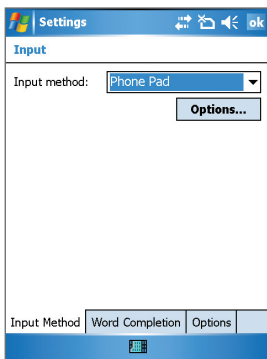 Settings ok
Input
Input method: Phone Pad
Options...
Input Method Word Completion Options